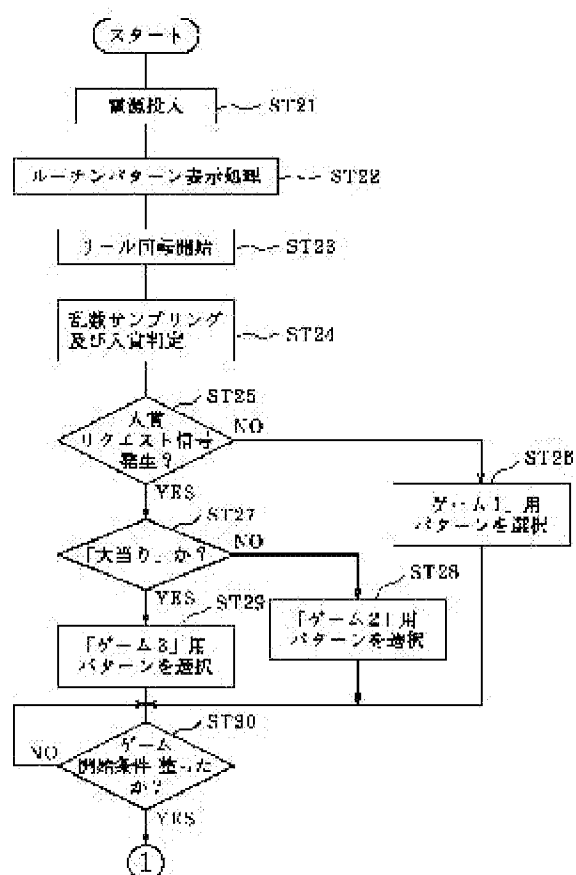 スタート
電源投入
ST21
ルーチンパターン表示処理
ST22
リール回転開始
ST23
乱数サンプリング
及び入賞判定
ST24
ST25
入賞
リクエスト信号
発生?
NO
YES
ST26
「ゲーム1」用
パターンを選択
ST27
「大当り」か?
NO
YES
ST28
「ゲーム2」用
パターンを選択
ST29
「ゲーム3」用
パターンを選択
ST30
ゲーム
開始条件 整ったか?
NO
YES
1